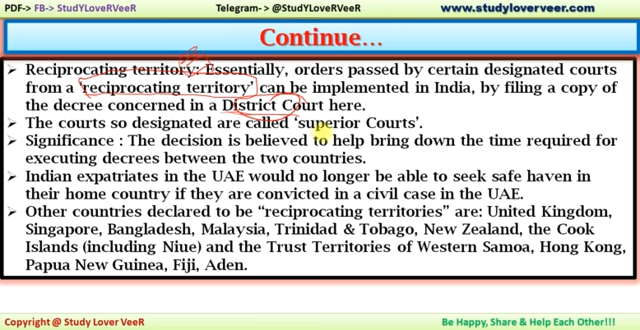 PDF-> FB-> StudYLoveRVeeR Telegram-> @StudYLOveRVeeR www.studyloverveer.com
Continue...
➢ Reciprocating territory: Essentially, orders passed by certain designated courts
from a 'reciprocating territory' can be implemented in India, by filing a copy of
the decree concerned in a District Court here.
➢ The courts so designated are called 'superior Courts'.
➢ Significance : The decision is believed to help bring down the time required for
executing decrees between the two countries.
➢ Indian expatriates in the UAE would no longer be able to seek safe haven in
their home country if they are convicted in a civil case in the UAE.
➢ Other countries declared to be "reciprocating territories" are: United Kingdom,
Singapore, Bangladesh, Malaysia, Trinidad & Tobago, New Zealand, the Cook
Islands (including Niue) and the Trust Territories of Western Samoa, Hong Kong,
Papua New Guinea, Fiji, Aden.
Copyright @ Study Lover VeeR Be Happy, Share & Help Each Other!!!